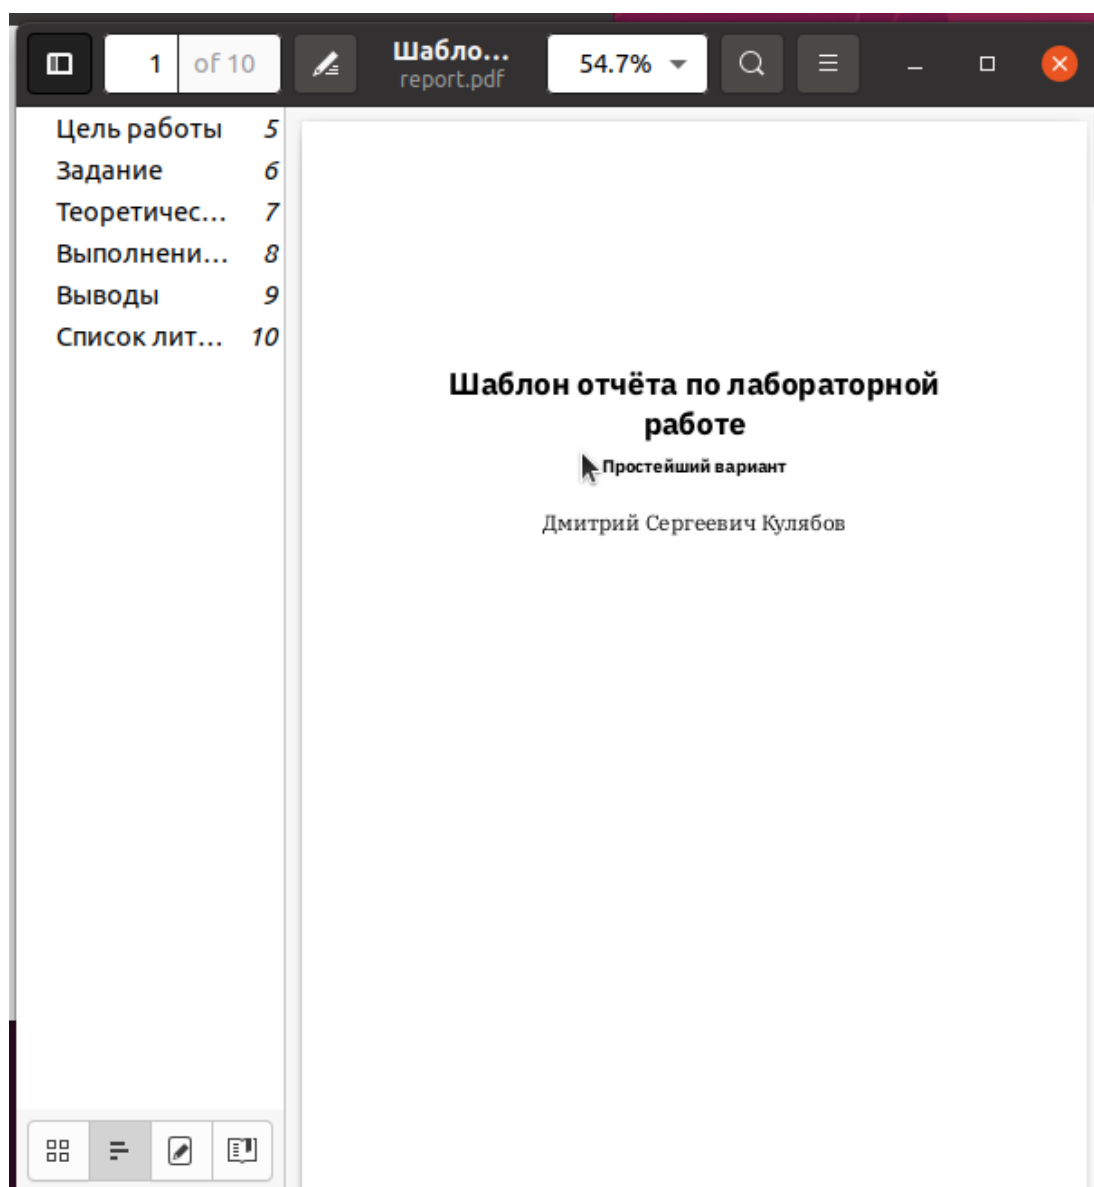 1 of 10 Шабло... 54.7%
report.pdf
Цель работы 5
Задание 6
Теоретичес... 7
Выполнени... 8
Выводы 9
Список лит... 10
Шаблон отчёта по лабораторной
работе
Простейший вариант
Дмитрий Сергеевич Кулябов